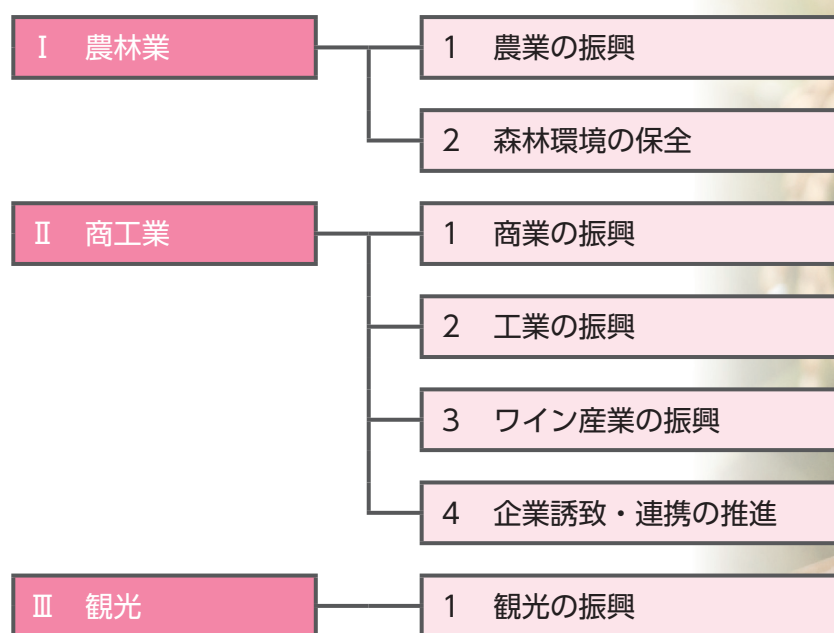 Ⅰ 農林業
1 農業の振興
2 森林環境の保全
Ⅱ 商工業
1 商業の振興
2 工業の振興
3 ワイン産業の振興
4 企業誘致・連携の推進
Ⅲ 観光
1 観光の振興